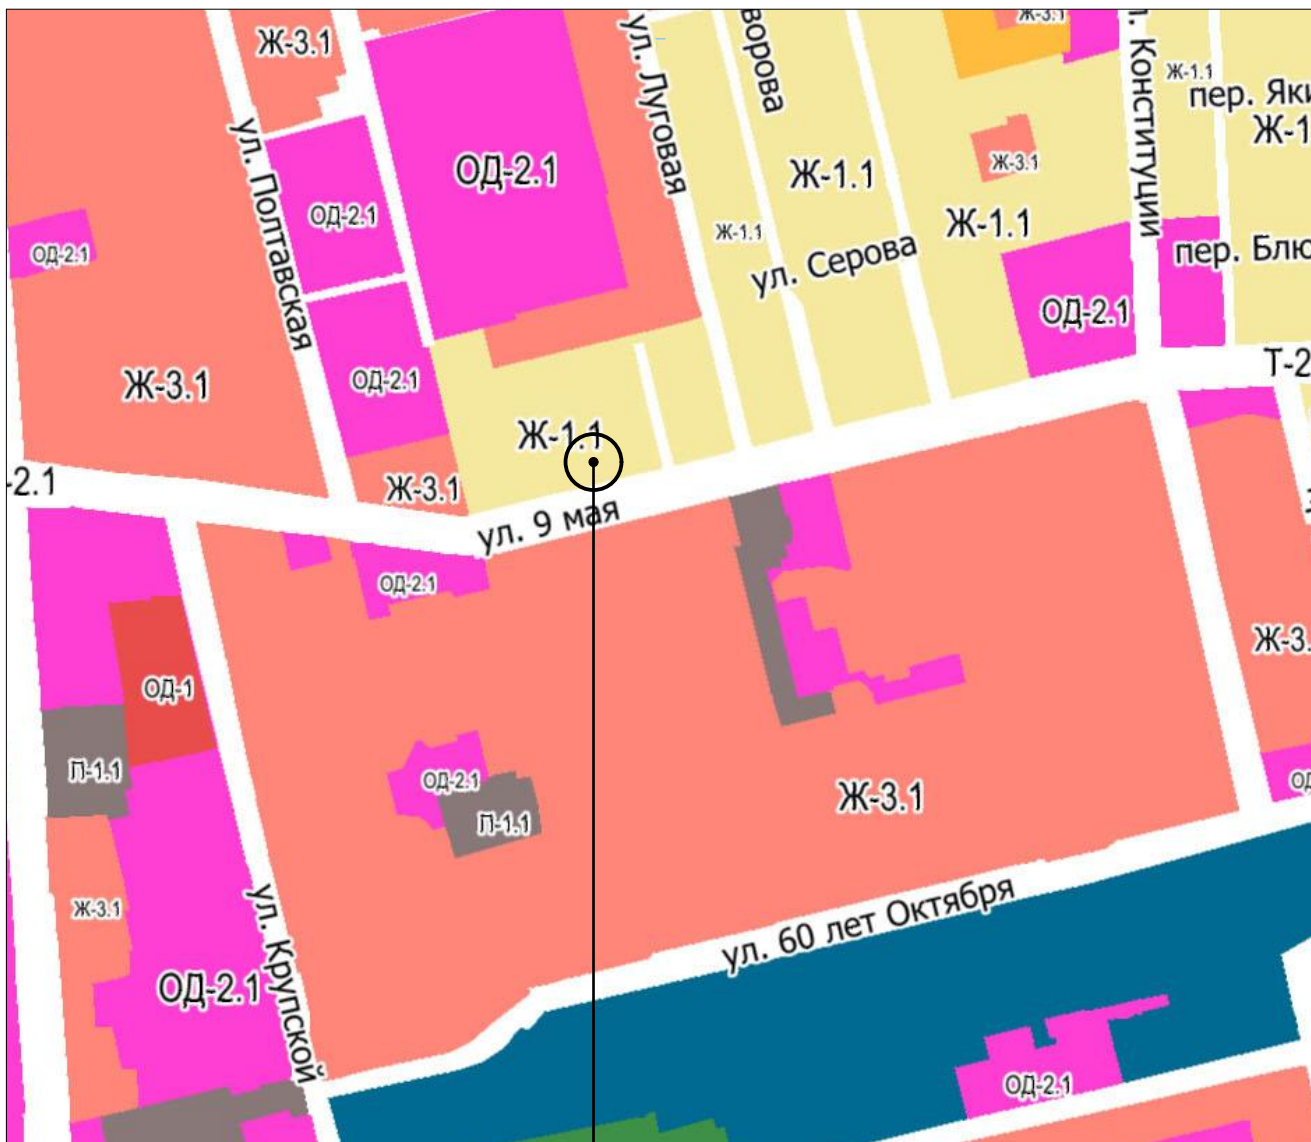 Ж-3.1
ул. Луговая
ворова
Ж-3.1
Ж-1.1
пер. Яки
Ж-1
л. Конституции
ОД-2.1
Ж-1.1
Ж-3.1
ул. Полтавская
ОД-2.1
Ж-1.1
Ж-1.1
ОД-2.1
ул. Серова
пер. Блю
ОД-2.1
Т-2
Ж-3.1
ОД-2.1
Ж-1.1
Ж-3.1
-2.1
ул. 9 мая
ОД-2.1
Ж-3.
ОД-1
П-1.1
ОД-2.1
ОД
Ж-3.1
П-1.1
Ж-3.1
ул. Крупской
ул. 60 лет Октября
ОД-2.1
ОД-2.1